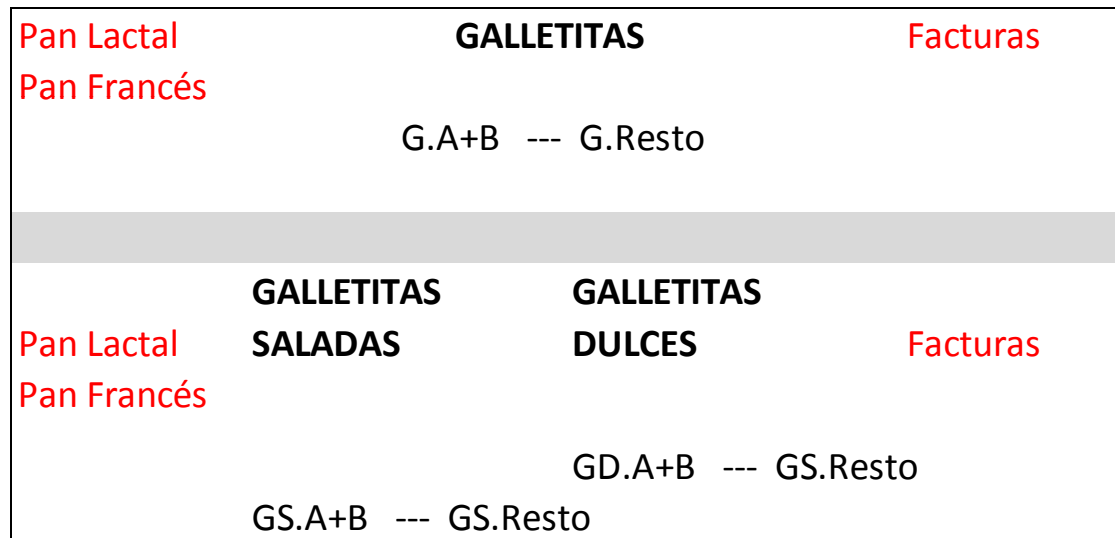 Pan Lactal GALLETITAS Facturas
Pan Francés
G.A+B --- G.Resto
GALLETITAS GALLETITAS
Pan Lactal SALADAS DULCES Facturas
Pan Francés
GD.A+B --- GS.Resto
GS.A+B --- GS.Resto